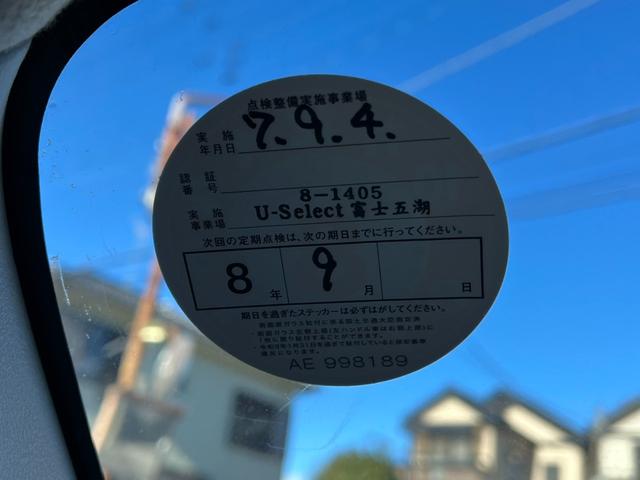 点検整備実施事業場
実施年月日 7.9.4.
認証番号
8-1405
実施事業場 U-Select 富士五湖
次回の定期点検は、次の期日までに行ってください。
8年 9月 日
期日を過ぎたステッカーは必ずはがしてください。
AE 998189